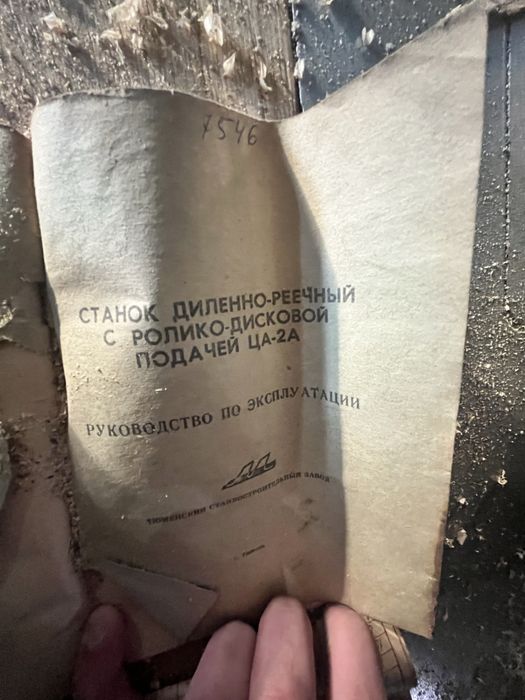 7546
СТАНОК ДИЛЕННО-РЕЕЧНЫЙ
С РОЛИКО-ДИСКОВОЙ
ПОДАЧЕЙ ЦА-2А
РУКОВОДСТВО ПО ЭКСПЛУАТАЦИИ
ТЮМЕНСКИЙ СТАНКОСТРОИТЕЛЬНЫЙ ЗАВОД